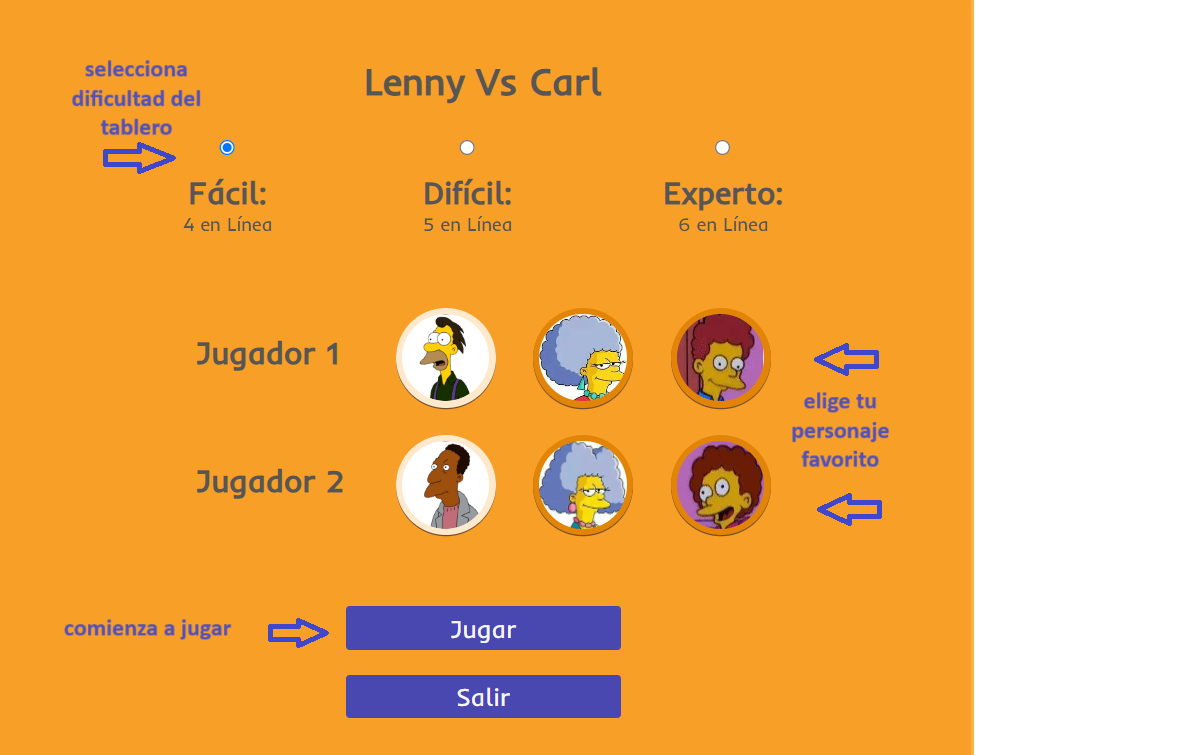 selecciona
dificultad del
tablero
Lenny Vs Carl
Fácil:
4 en Línea
Difícil:
5 en Línea
Experto:
6 en Línea
Jugador 1
elige tu
personaje
favorito
Jugador 2
comienza a jugar
Jugar
Salir